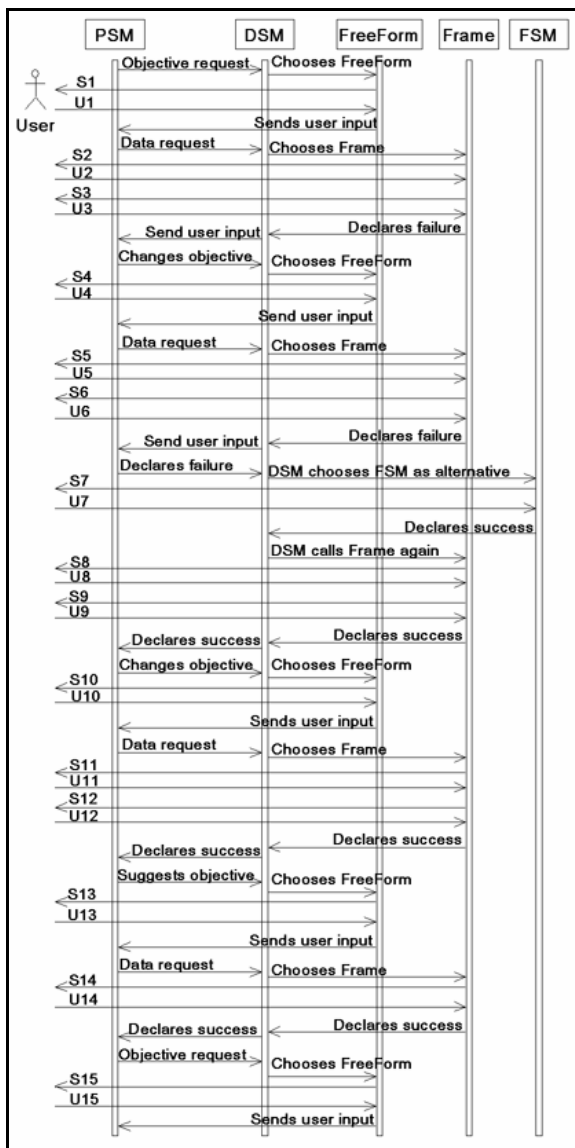 PSM DSM FreeForm Frame FSM
User
Objective request Chooses FreeForm
S1
U1
Sends user input
Data request Chooses Frame
S2
U2
S3
U3
Declares failure
Send user input
Changes objective Chooses FreeForm
S4
U4
Send user input
Data request Chooses Frame
S5
U5
S6
U6
Declares failure
Send user input
Declares failure DSM chooses FSM as alternative
S7
U7
Declares success
DSM calls Frame again
S8
U8
S9
U9
Declares success
Declares success
Changes objective Chooses FreeForm
S10
U10
Sends user input
Data request Chooses Frame
S11
U11
S12
U12
Declares success
Declares success
Suggests objective Chooses FreeForm
S13
U13
Sends user input
Data request Chooses Frame
S14
U14
Declares success Declares success
Objective request Chooses FreeForm
S15
U15
Sends user input